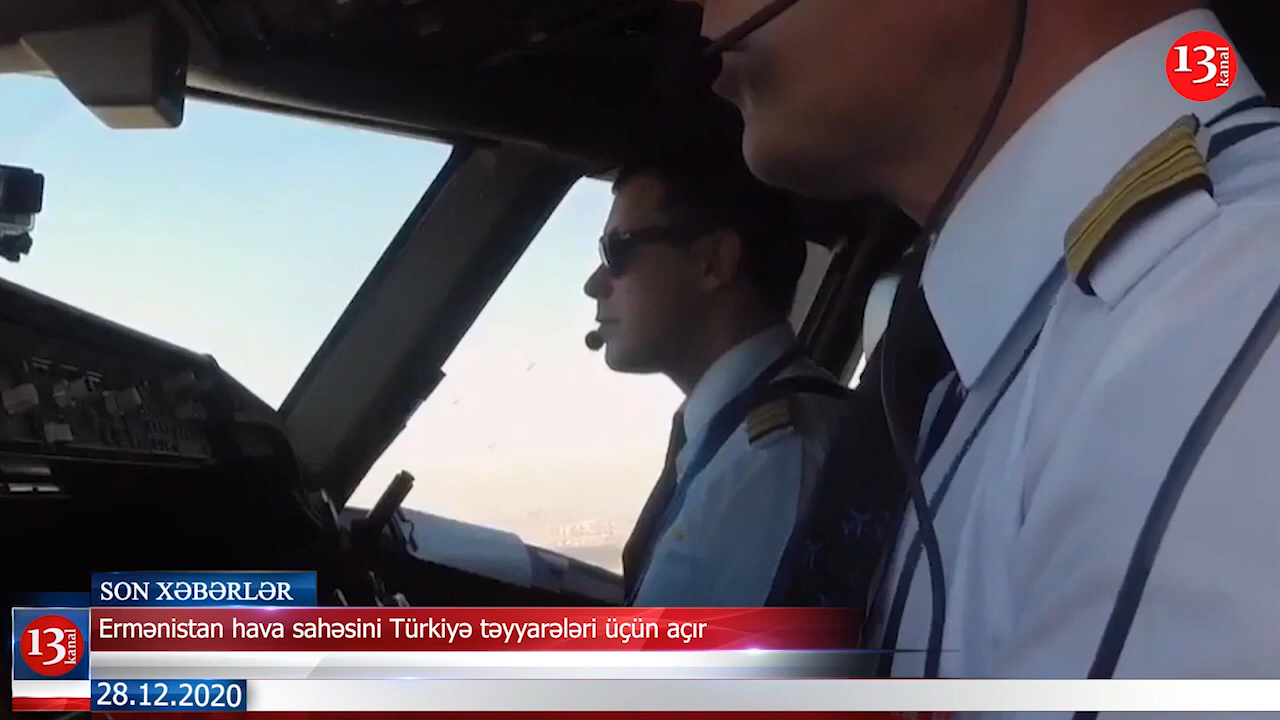 13 kanal
SON XƏBƏRLƏR
Ermənistan hava sahəsini Türkiyə təyyarələri üçün açır
13 kanal
28.12.2020